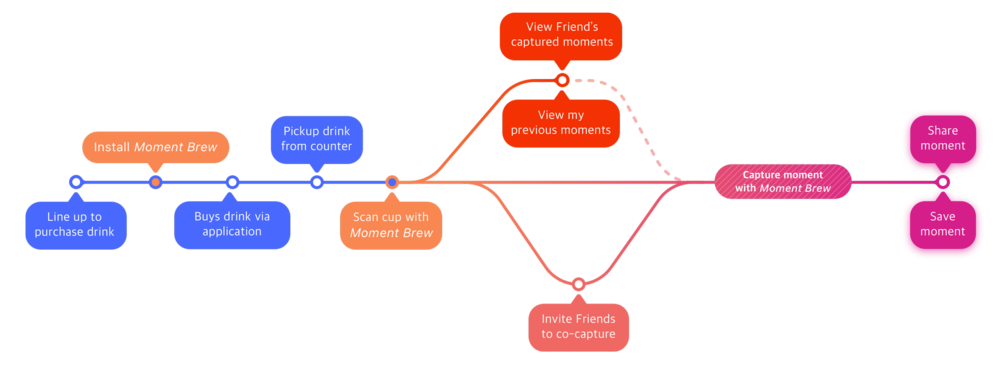 View Friend's
captured moments
View my
previous moments
Pickup drink
from counter
Install Moment Brew
Line up to
purchase drink
Buys drink via
application
Scan cup with
Moment Brew
Invite Friends
to co-capture
Capture moment
with Moment Brew
Share
moment
Save
moment